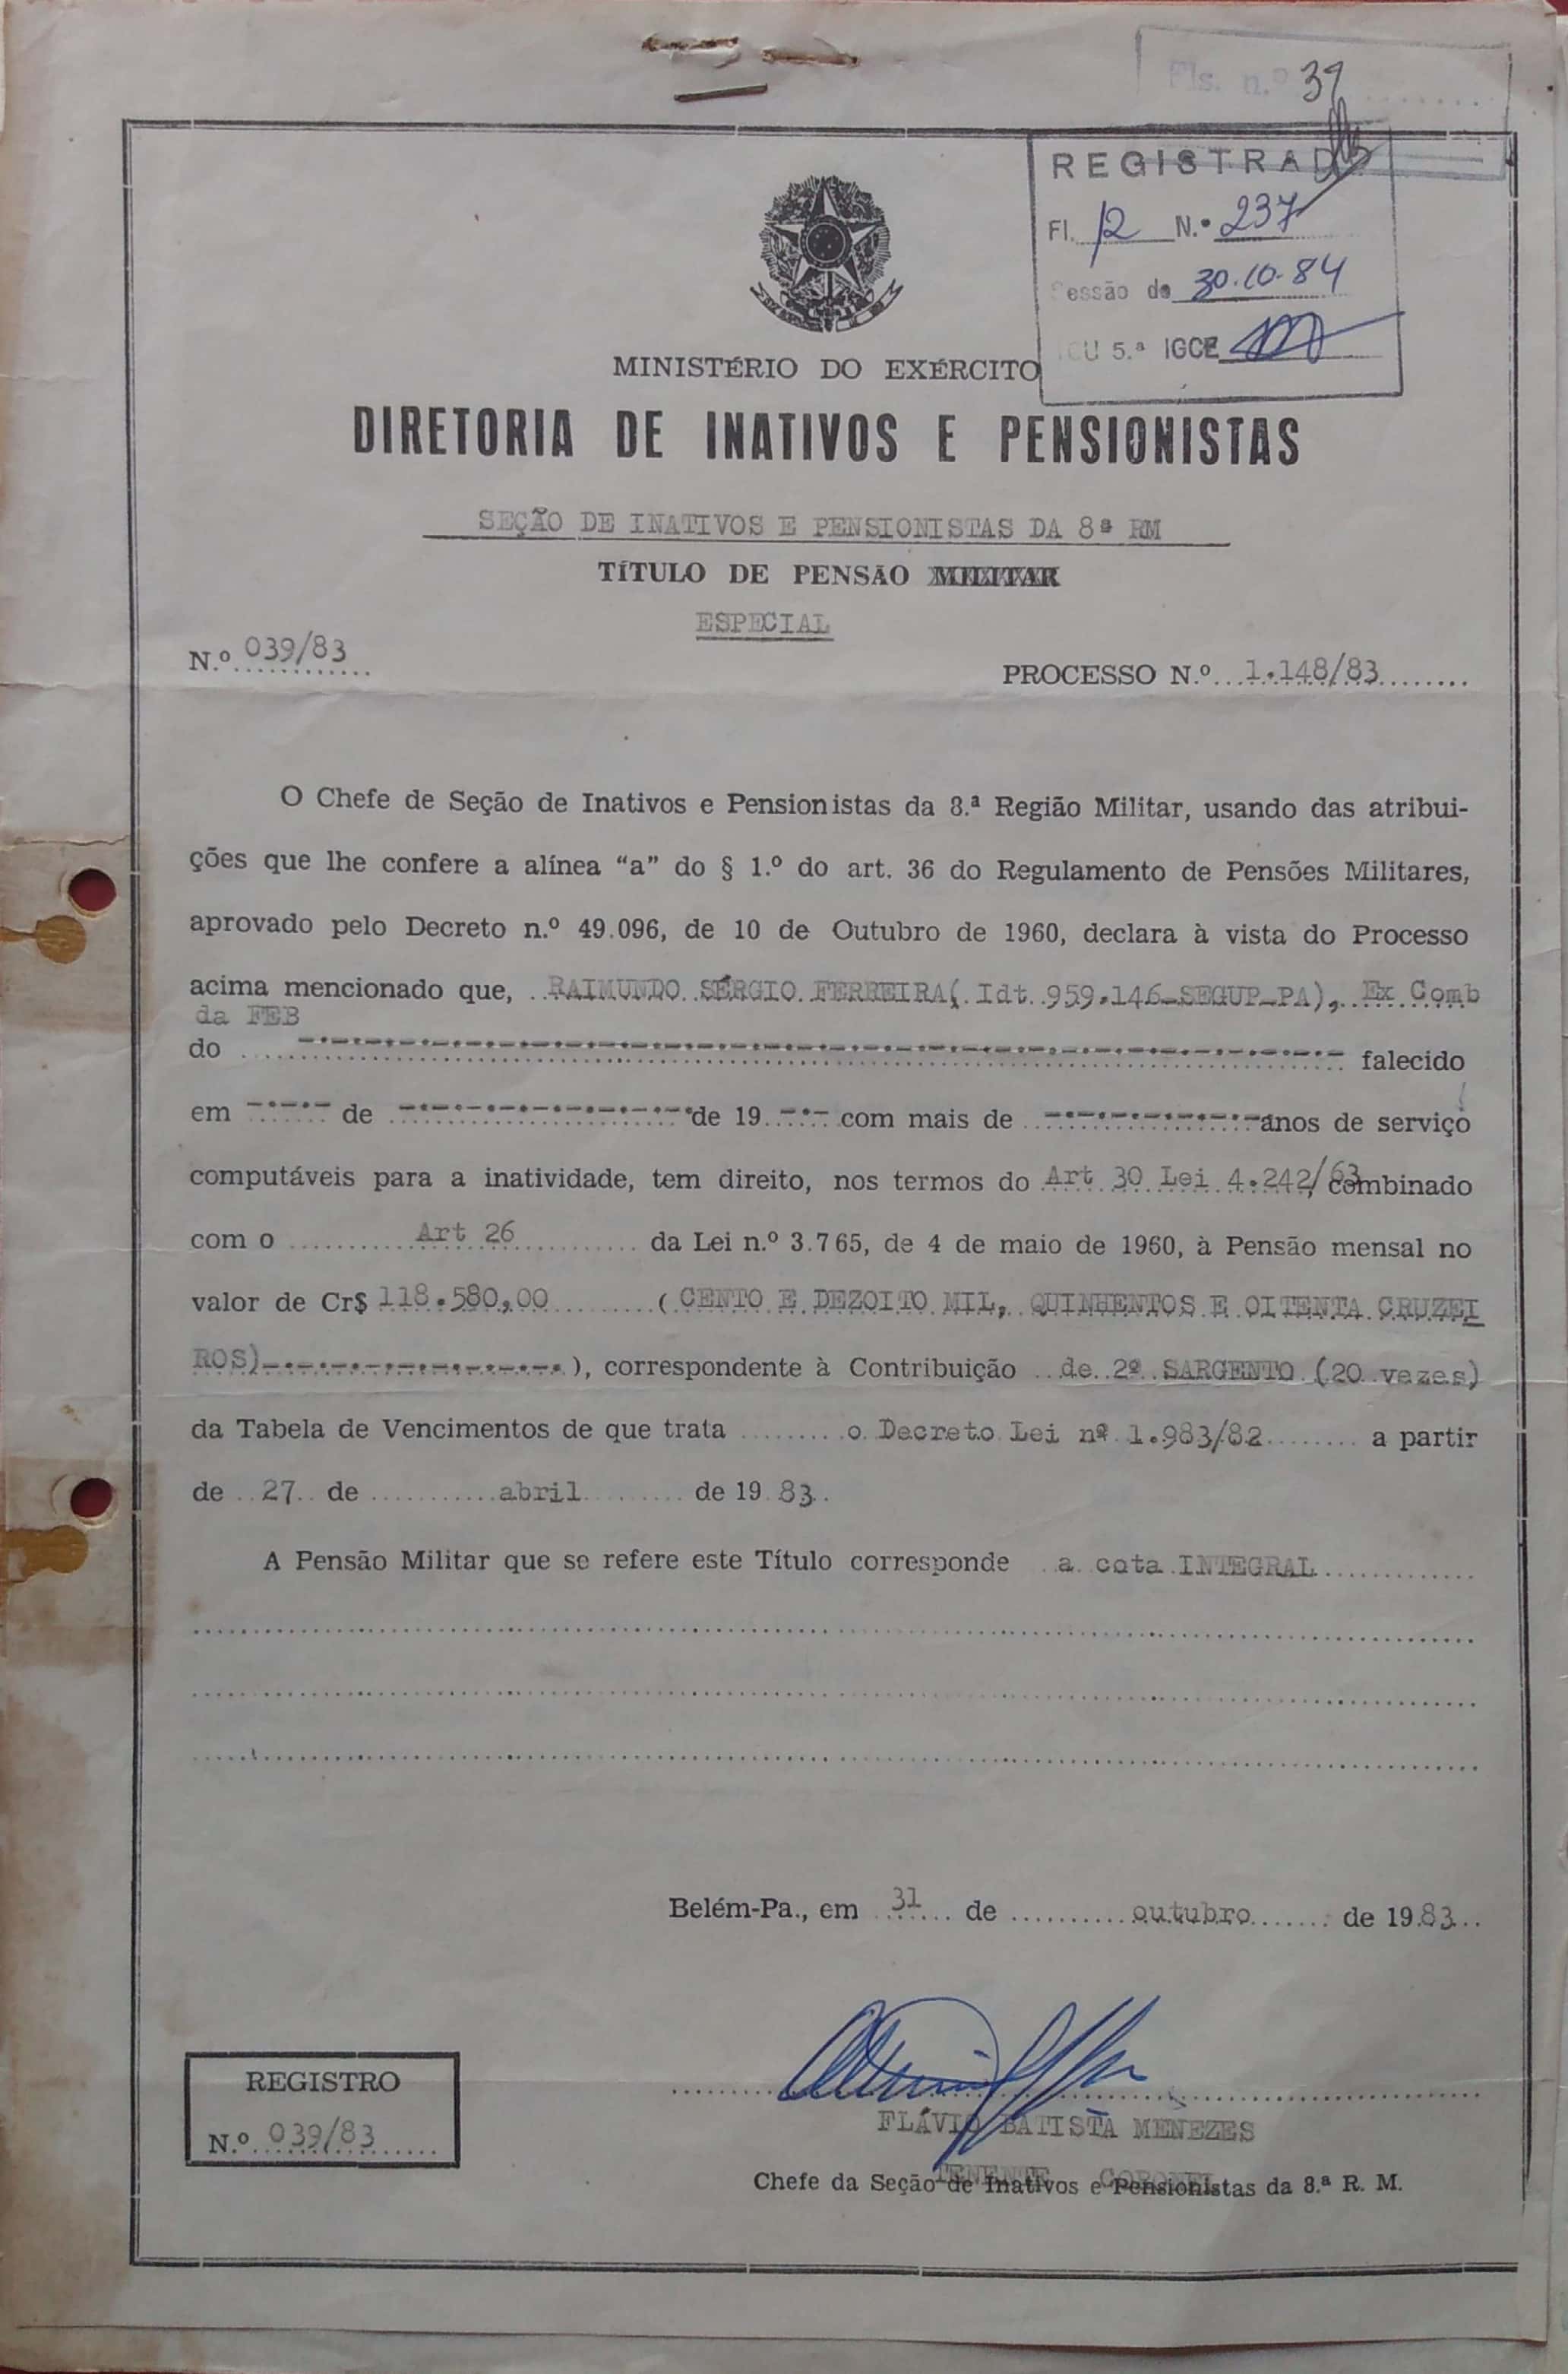 Fls. n.º 39
REGISTRADO
Fl. 12 N.º 237
Sessão de 30.10.84
TCU 5.ª IGCE
MINISTÉRIO DO EXÉRCITO
DIRETORIA DE INATIVOS E PENSIONISTAS
SEÇÃO DE INATIVOS E PENSIONISTAS DA 8ª RM
TÍTULO DE PENSÃO MILITAR
ESPECIAL
N.º 039/83
PROCESSO N.º 1.148/83
O Chefe de Seção de Inativos e Pensionistas da 8.ª Região Militar, usando das atribui-
ções que lhe confere a alínea “a” do § 1.º do art. 36 do Regulamento de Pensões Militares,
aprovado pelo Decreto n.º 49.096, de 10 de Outubro de 1960, declara à vista do Processo
acima mencionado que, RAIMUNDO SÉRGIO FERREIRA( Idt 959.146-SEGUP-PA), Ex Comb
da FEB
do -.-.-.-.-.-.-.-.-.-.-.-.-.-.-.-.-.-.- falecido
em -.-.-.- de -.-.-.-.-.-.-.-.-.- de 19 -.- com mais de -.-.-.-.-.-.-.- anos de serviço
computáveis para a inatividade, tem direito, nos termos do Art 30 Lei 4.242/63, combinado
com o Art 26 da Lei n.º 3.765, de 4 de maio de 1960, à Pensão mensal no
valor de Cr$ 118.580,00 ( CENTO E DEZOITO MIL, QUINHENTOS E OITENTA CRUZEI
ROS)-.-.-.-.-.-.-.-.-.-. ), correspondente à Contribuição de 2º SARGENTO (20 vezes)
da Tabela de Vencimentos de que trata o Decreto Lei nº 1.983/82 a partir
de 27 de abril de 19 83.
A Pensão Militar que se refere este Título corresponde a cota INTEGRAL
Belém-Pa., em 31 de outubro de 19 83
REGISTRO
N.º 039/83
FLÁVIO BATISTA MENEZES
TENENTE CORONEL
Chefe da Seção de Inativos e Pensionistas da 8.ª R. M.